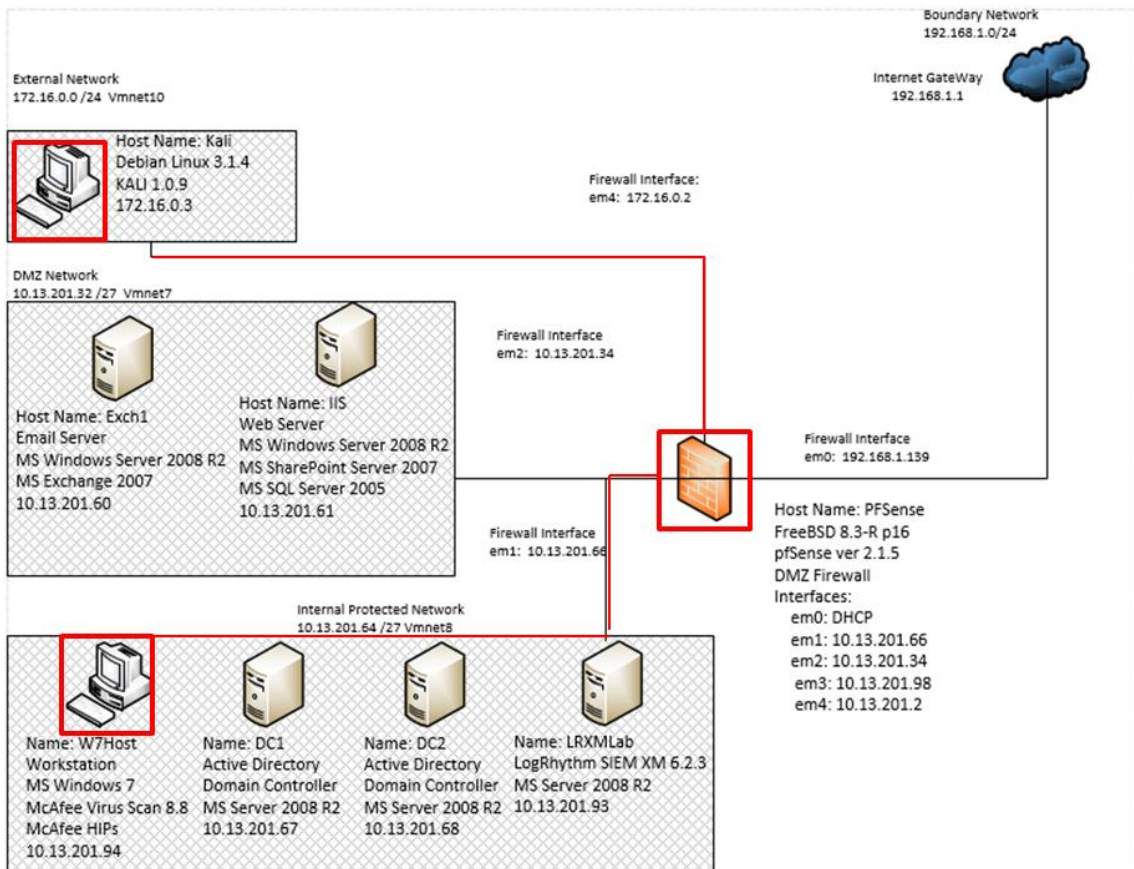 Boundary Network
192.168.1.0/24
Internet GateWay
192.168.1.1
External Network
172.16.0.0 /24 Vmnet10
Host Name: Kali
Debian Linux 3.1.4
KALI 1.0.9
172.16.0.3
Firewall Interface:
em4: 172.16.0.2
DMZ Network
10.13.201.32 /27 Vmnet7
Firewall Interface
em2: 10.13.201.34
Host Name: Exch1
Email Server
MS Windows Server 2008 R2
MS Exchange 2007
10.13.201.60
Host Name: IIS
Web Server
MS Windows Server 2008 R2
MS SharePoint Server 2007
MS SQL Server 2005
10.13.201.61
Firewall Interface
em0: 192.168.1.139
Firewall Interface
em1: 10.13.201.66
Host Name: PFSense
FreeBSD 8.3-R p16
pfSense ver 2.1.5
DMZ Firewall
Interfaces:
em0: DHCP
em1: 10.13.201.66
em2: 10.13.201.34
em3: 10.13.201.98
em4: 10.13.201.2
Internal Protected Network
10.13.201.64 /27 Vmnet8
Name: W7Host
Workstation
MS Windows 7
McAfee Virus Scan 8.8
McAfee HIPs
10.13.201.94
Name: DC1
Active Directory
Domain Controller
MS Server 2008 R2
10.13.201.67
Name: DC2
Active Directory
Domain Controller
MS Server 2008 R2
10.13.201.68
Name: LRXMLab
LogRhythm SIEM XM 6.2.3
MS Server 2008 R2
10.13.201.93